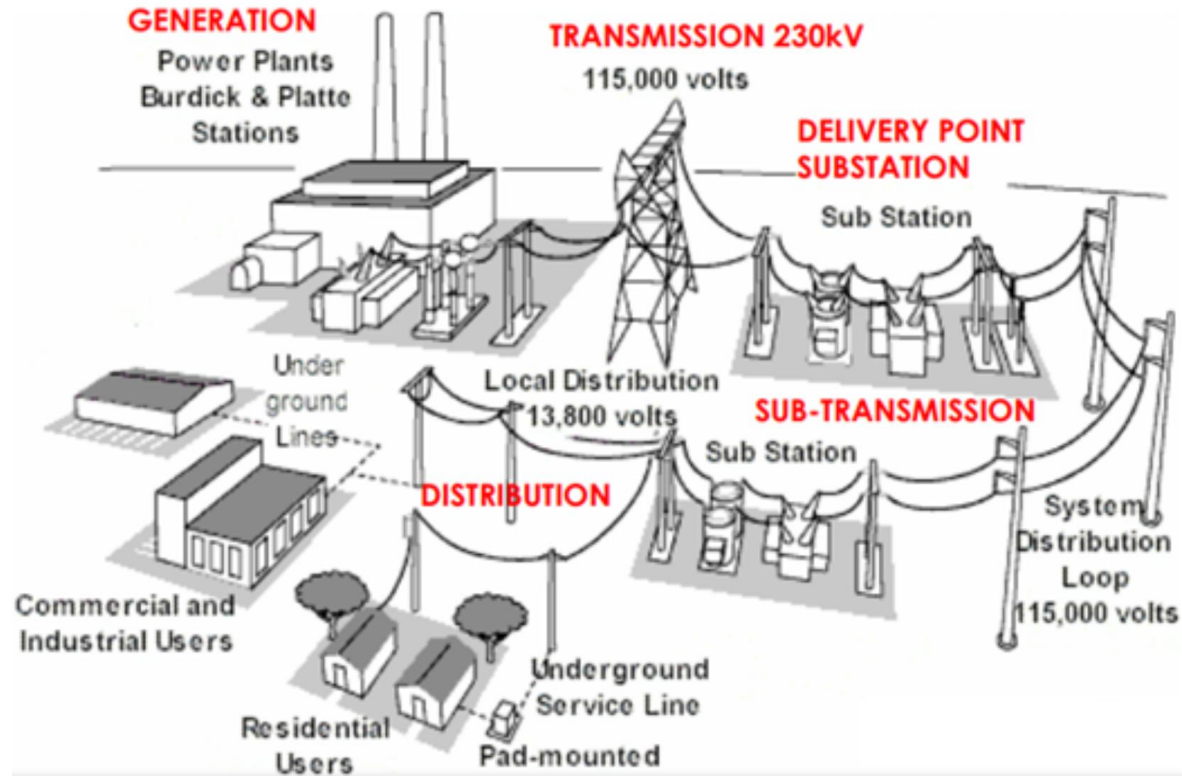 GENERATION
Power Plants
Burdick & Platte
Stations
TRANSMISSION 230kV
115,000 volts
DELIVERY POINT
SUBSTATION
Sub Station
Under
ground
Lines
Local Distribution
13,800 volts
SUB-TRANSMISSION
Sub Station
DISTRIBUTION
System
Distribution
Loop
115,000 volts
Commercial and
Industrial Users
Underground
Service Line
Residential
Users
Pad-mounted